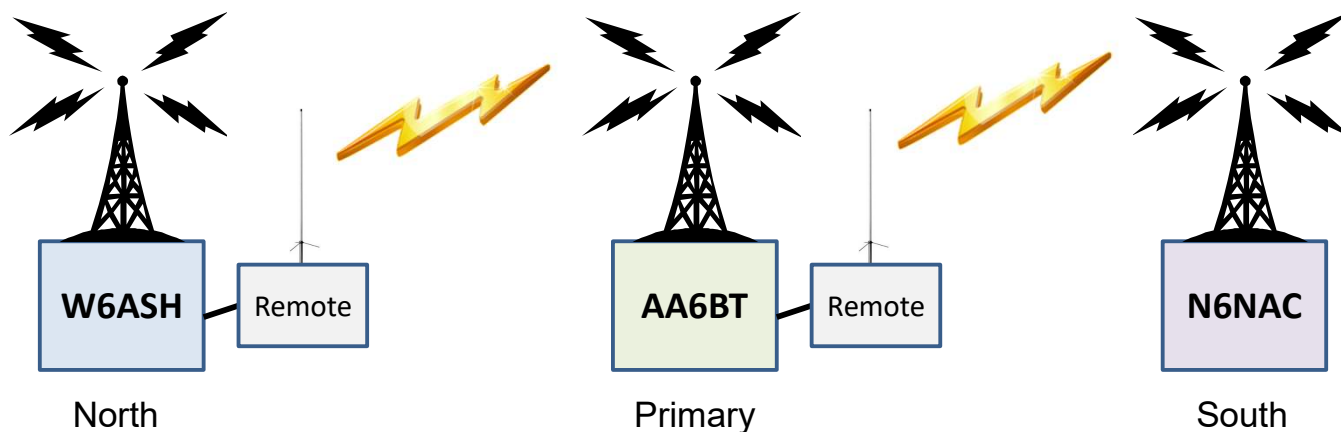 W6ASH
Remote
AA6BT
Remote
N6NAC
North
Primary
South